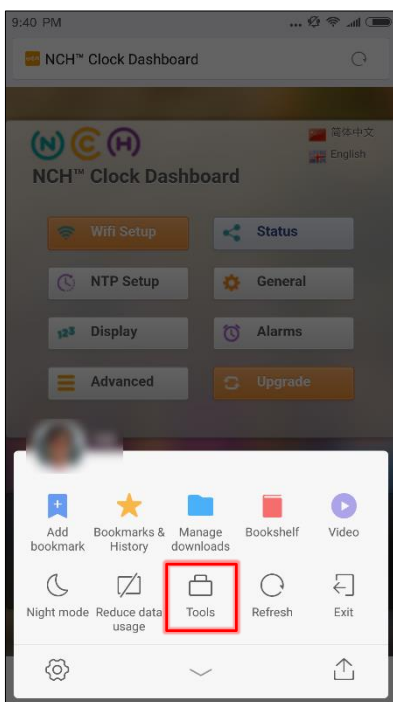 9:40 PM
NCH™ Clock Dashboard
N C H
简体中文
English
NCH™ Clock Dashboard
Wifi Setup
Status
NTP Setup
General
123 Display
Alarms
Advanced
Upgrade
Add bookmark
Bookmarks & History
Manage downloads
Bookshelf
Video
Night mode
Reduce data usage
Tools
Refresh
Exit